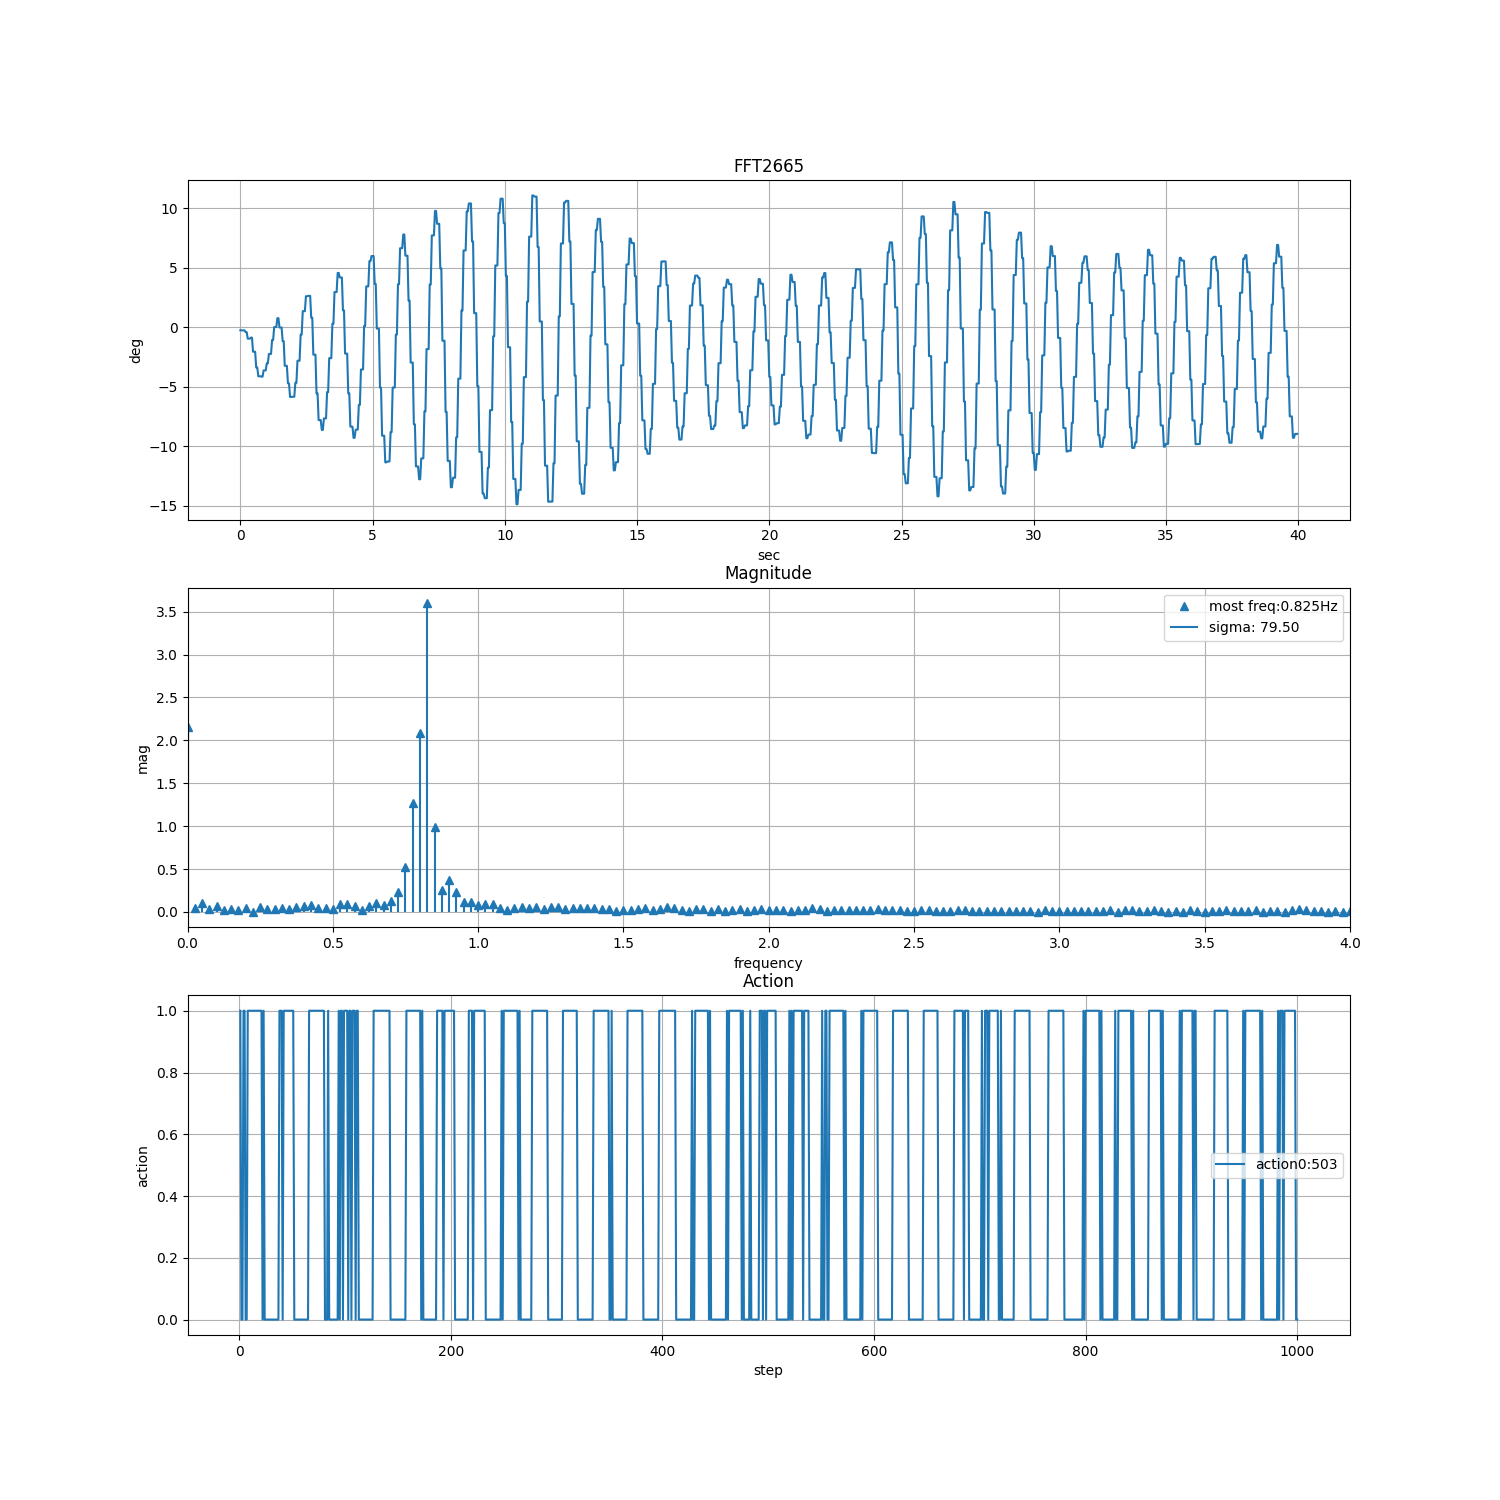 FFT2665
10
5
0
−5
−10
−15
deg
0 5 10 15 20 25 30 35 40
sec
Magnitude
3.5
3.0
2.5
2.0
1.5
1.0
0.5
0.0
mag
most freq:0.825Hz
sigma: 79.50
0.0 0.5 1.0 1.5 2.0 2.5 3.0 3.5 4.0
frequency
Action
1.0
0.8
0.6
0.4
0.2
0.0
action
action0:503
0 200 400 600 800 1000
step